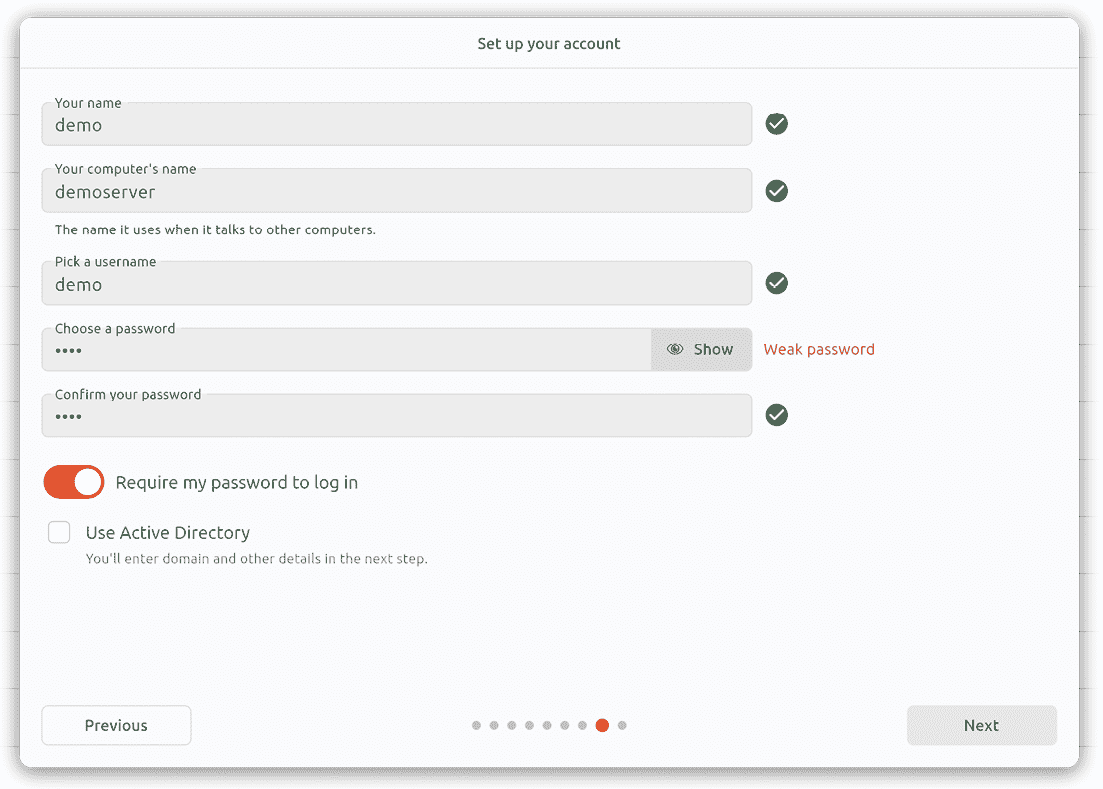 Set up your account
Your name
demo
Your computer's name
demoserver
The name it uses when it talks to other computers.
Pick a username
demo
Choose a password
•••• Show Weak password
Confirm your password
••••
Require my password to log in
Use Active Directory
You'll enter domain and other details in the next step.
Previous Next